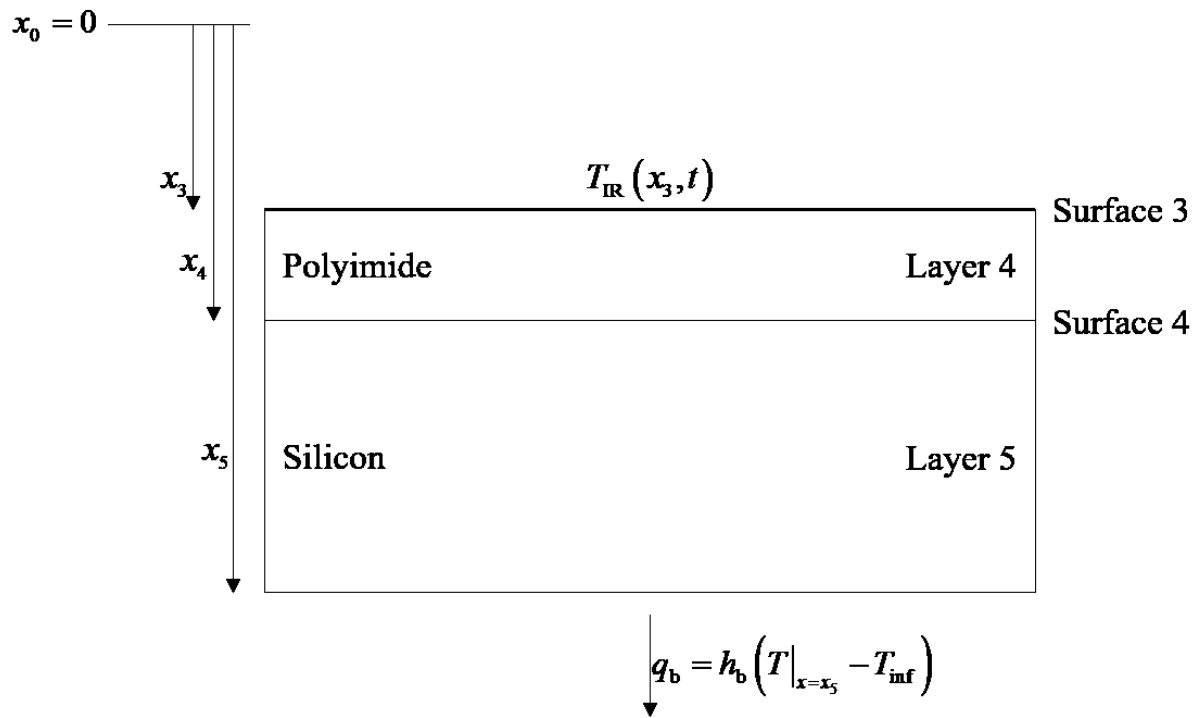 x₀ = 0
x₃
T_IR (x₃, t)
Surface 3
x₄
Polyimide
Layer 4
Surface 4
x₅
Silicon
Layer 5
q_b = h_b (T|_{x=x₅} − T_inf)